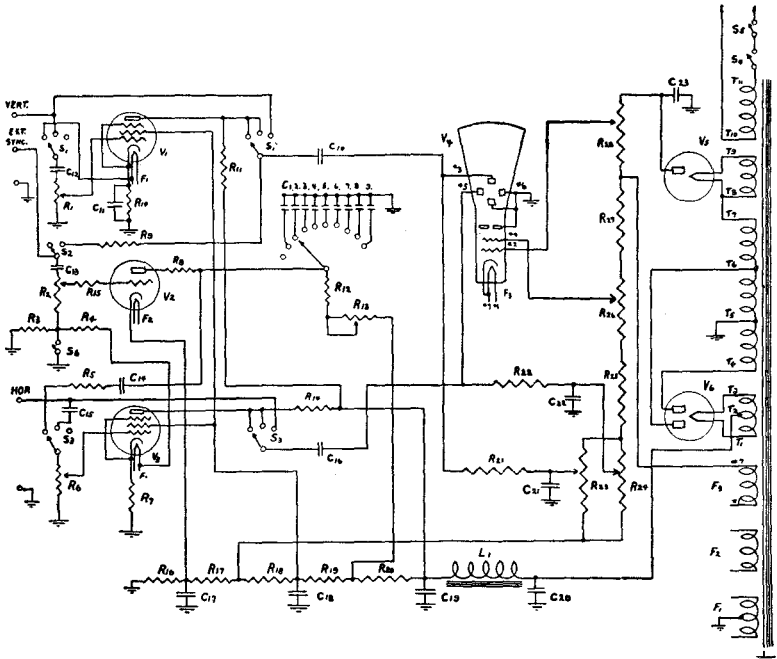 S5
S4
T11
C23
VERT.
EXT.
SYNC.
S1
V1
S1
C10
V4
R28
T10
V5
T9
T8
C12
F1
R11
R1
C11
R10
C1, 2, 3, 4, 5, 6, 7, 8, 9.
T7
R9
R27
S2
C13
R8
T6
R2
R15
V2
R12
R13
F3
R26
F2
T5
R3
R4
S6
T4
R25
R5
C14
R22
V6
HOR
C15
R14
C22
T3
T2
T1
S3
S3
V3
C16
R6
F1
R7
R21
C21
R23
R24
F3
L1
F2
R16
R17
R18
R19
R20
C17
C18
C19
C20
F1